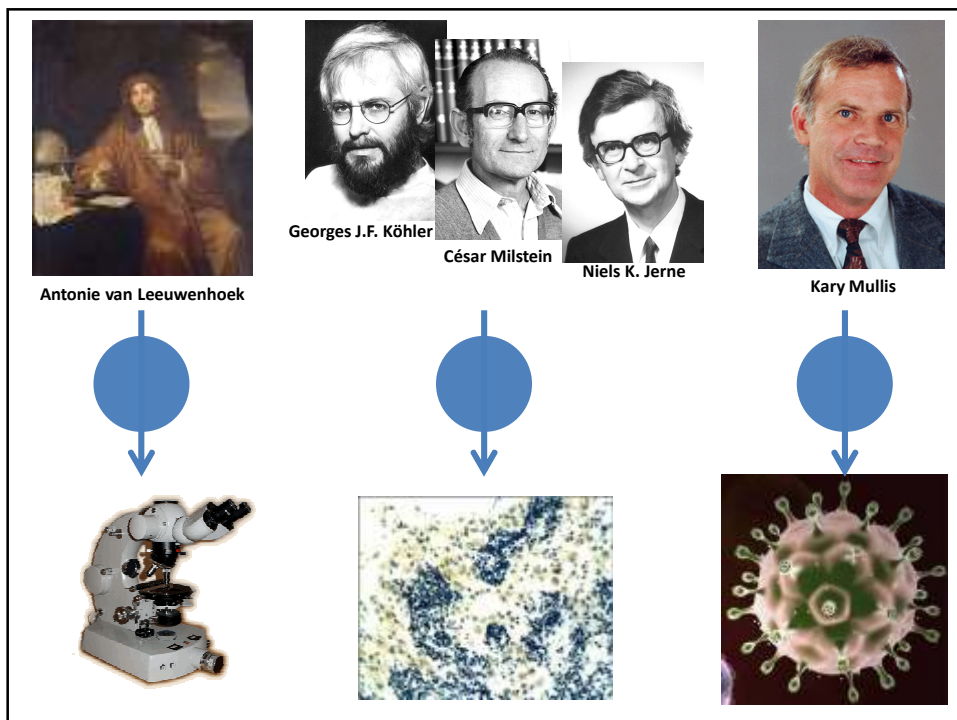 Antonie van Leeuwenhoek
Georges J.F. Köhler
César Milstein
Niels K. Jerne
Kary Mullis